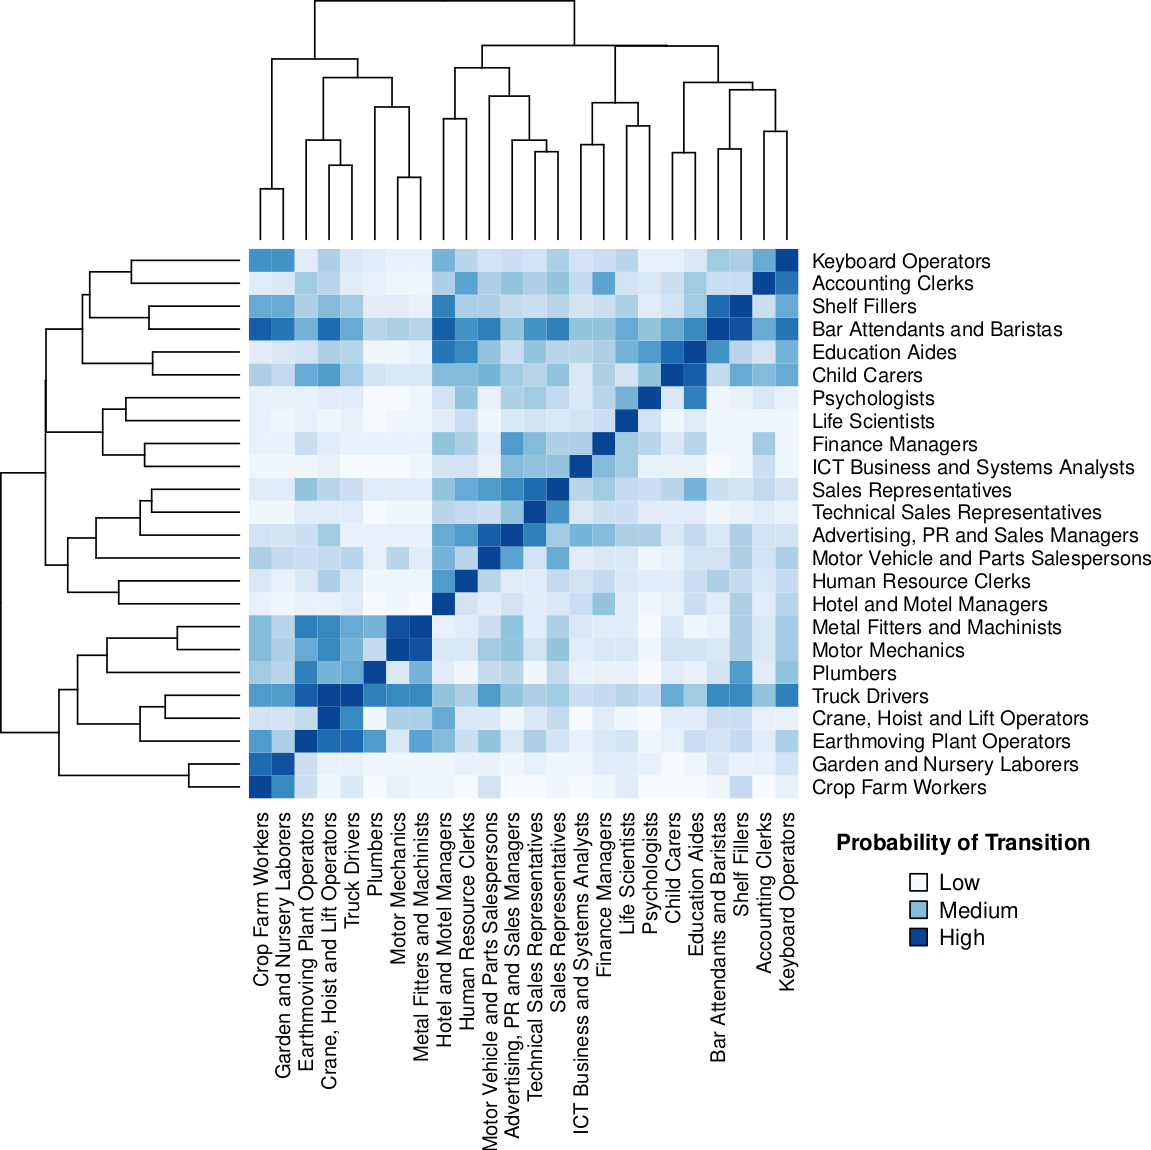 Keyboard Operators
Accounting Clerks
Shelf Fillers
Bar Attendants and Baristas
Education Aides
Child Carers
Psychologists
Life Scientists
Finance Managers
ICT Business and Systems Analysts
Sales Representatives
Technical Sales Representatives
Advertising, PR and Sales Managers
Motor Vehicle and Parts Salespersons
Human Resource Clerks
Hotel and Motel Managers
Metal Fitters and Machinists
Motor Mechanics
Plumbers
Truck Drivers
Crane, Hoist and Lift Operators
Earthmoving Plant Operators
Garden and Nursery Laborers
Crop Farm Workers
Crop Farm Workers
Garden and Nursery Laborers
Earthmoving Plant Operators
Crane, Hoist and Lift Operators
Truck Drivers
Plumbers
Motor Mechanics
Metal Fitters and Machinists
Hotel and Motel Managers
Human Resource Clerks
Motor Vehicle and Parts Salespersons
Advertising, PR and Sales Managers
Technical Sales Representatives
Sales Representatives
ICT Business and Systems Analysts
Finance Managers
Life Scientists
Psychologists
Child Carers
Education Aides
Bar Attendants and Baristas
Shelf Fillers
Accounting Clerks
Keyboard Operators
Probability of Transition
Low
Medium
High